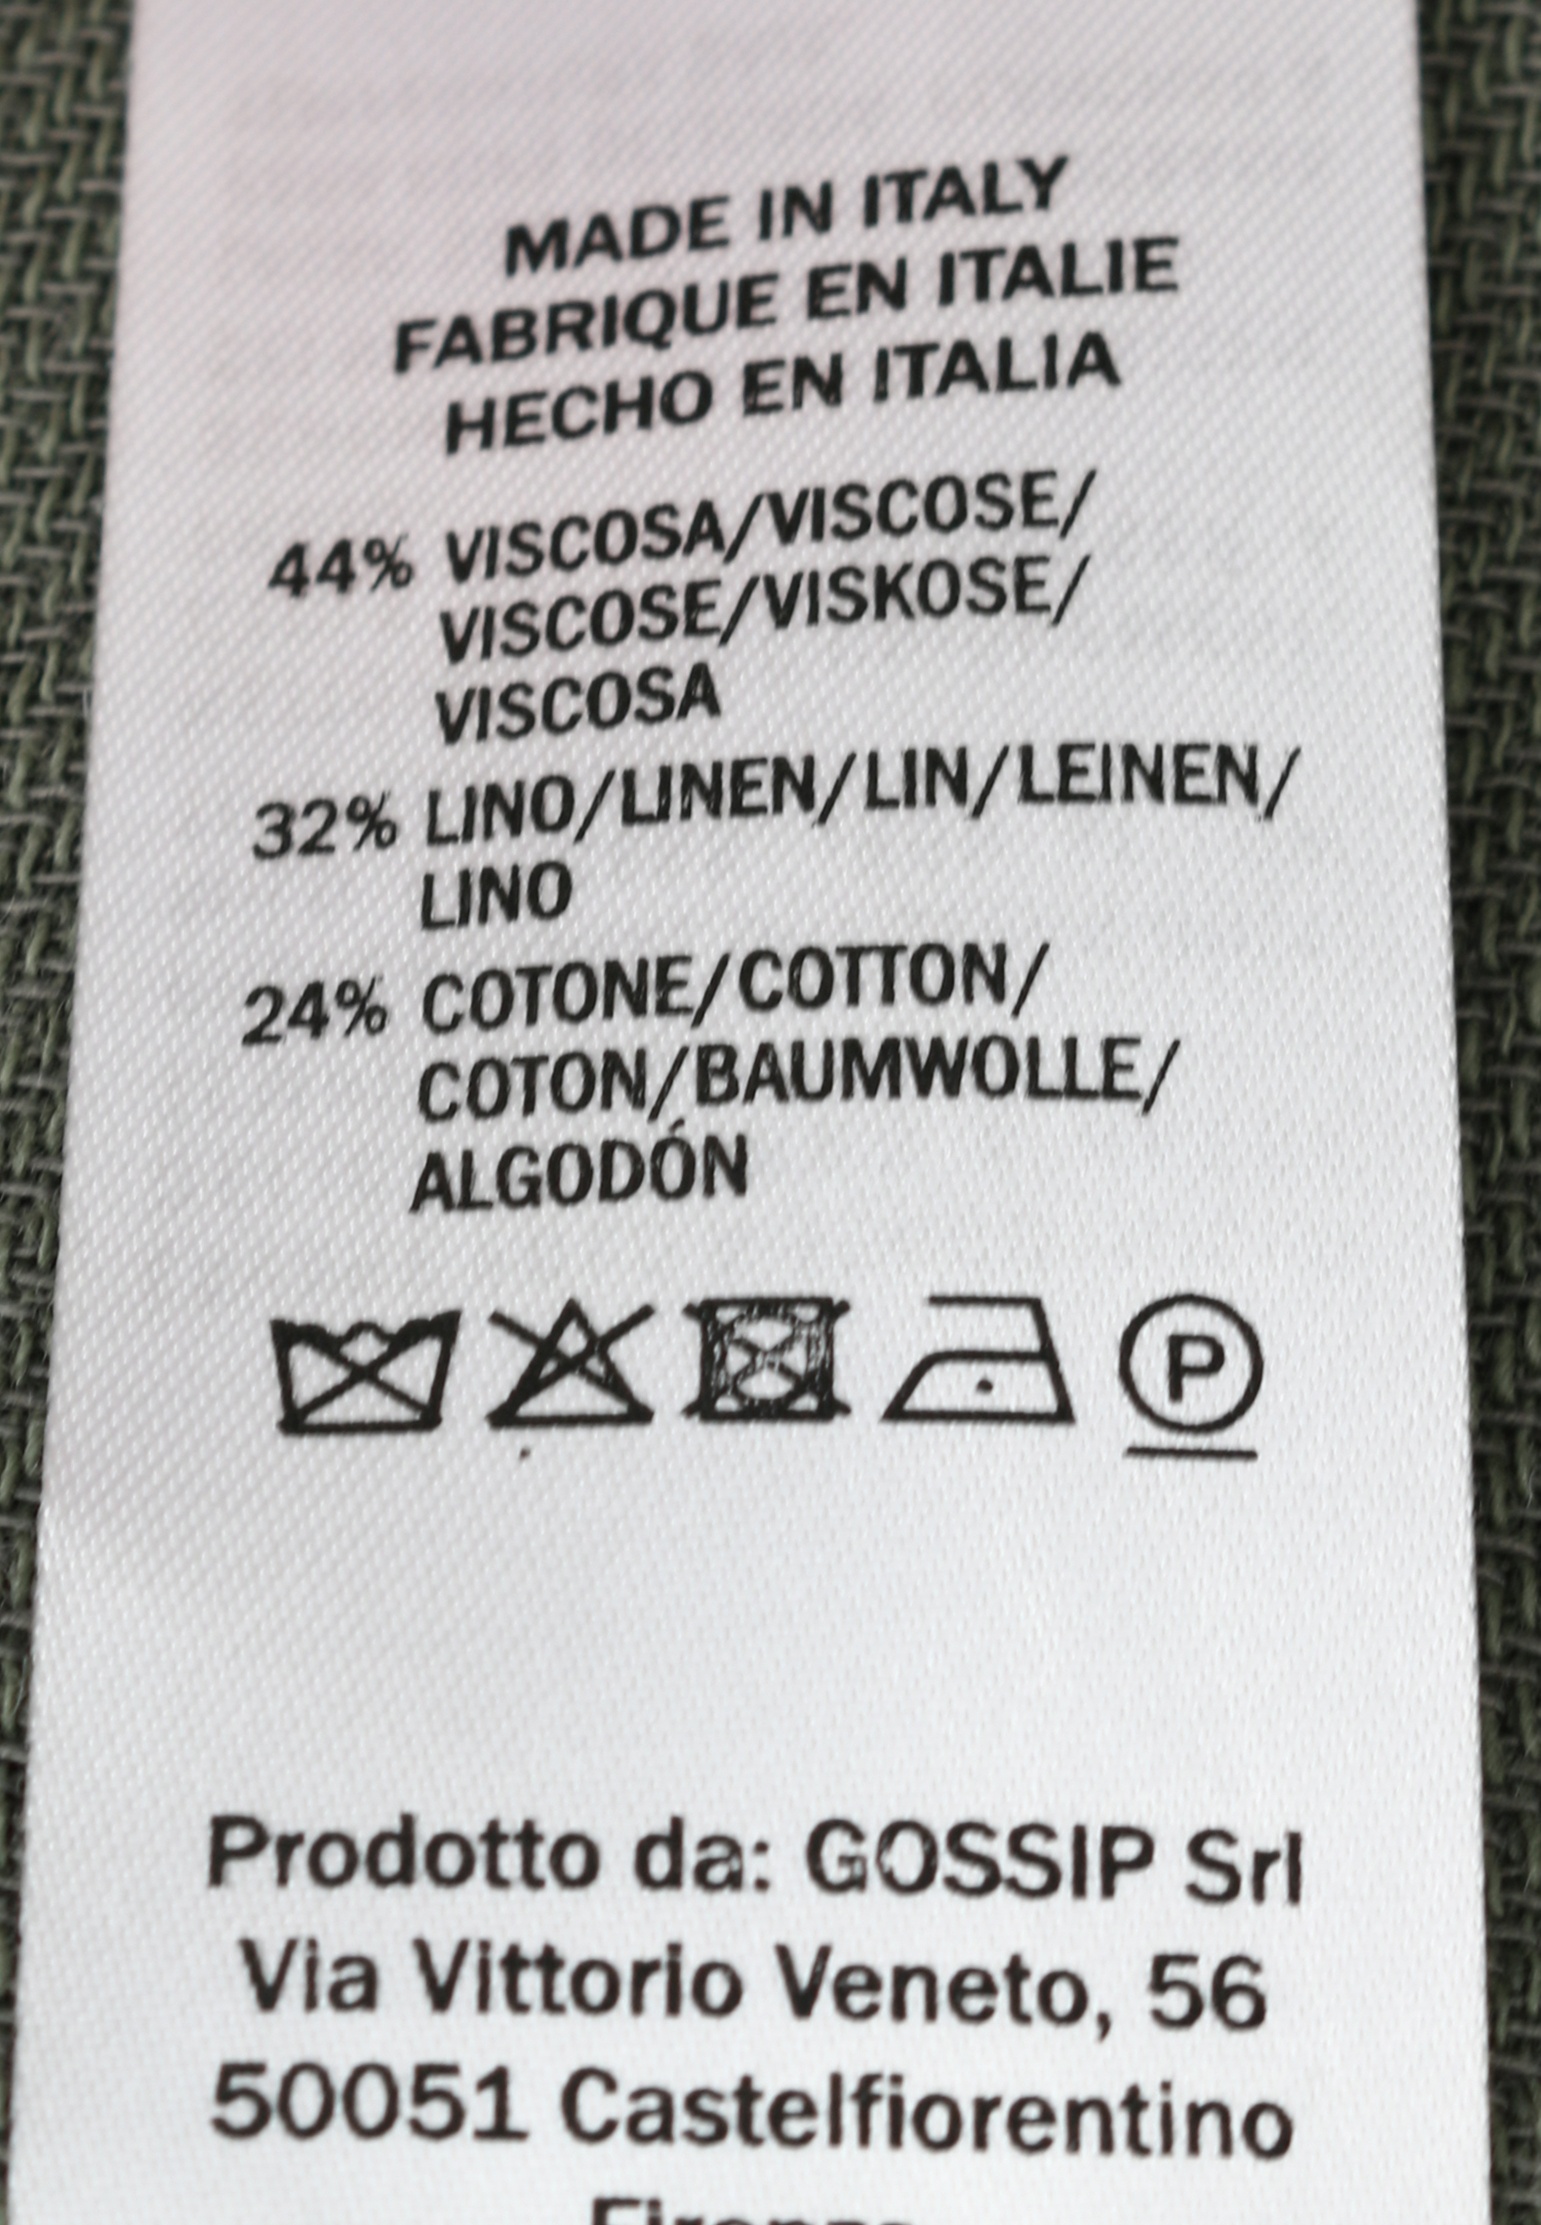 MADE IN ITALY
FABRIQUE EN ITALIE
HECHO EN ITALIA
44% VISCOSA/VISCOSE/
VISCOSE/VISKOSE/
VISCOSA
32% LINO/LINEN/LIN/LEINEN/
LINO
24% COTONE/COTTON/
COTON/BAUMWOLLE/
ALGODÓN
P
Prodotto da: GOSSIP Srl
Via Vittorio Veneto, 56
50051 Castelfiorentino